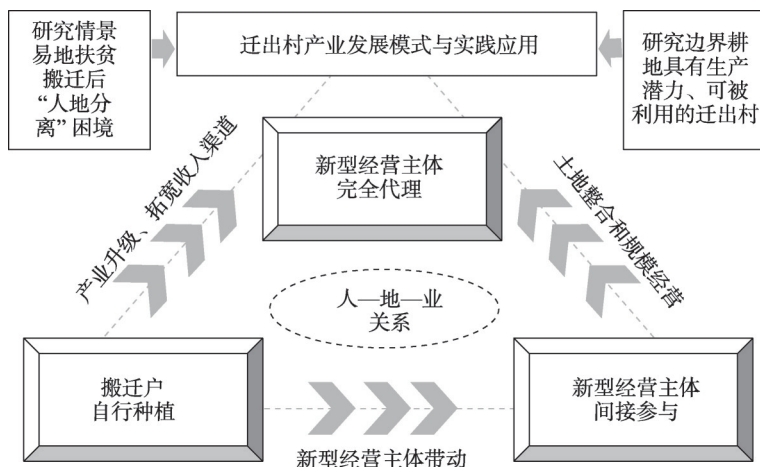 研究情景
易地扶贫
搬迁后
“人地分
离”困境
迁出村产业发展模式与实践应用
研究边界耕
地具有生产
潜力、可被
利用的迁出村
新型经营主体
完全代理
产业升级、拓宽收入渠道
土地整合和规模经营
人—地—业
关系
搬迁户
自行种植
新型经营主体
间接参与
新型经营主体带动